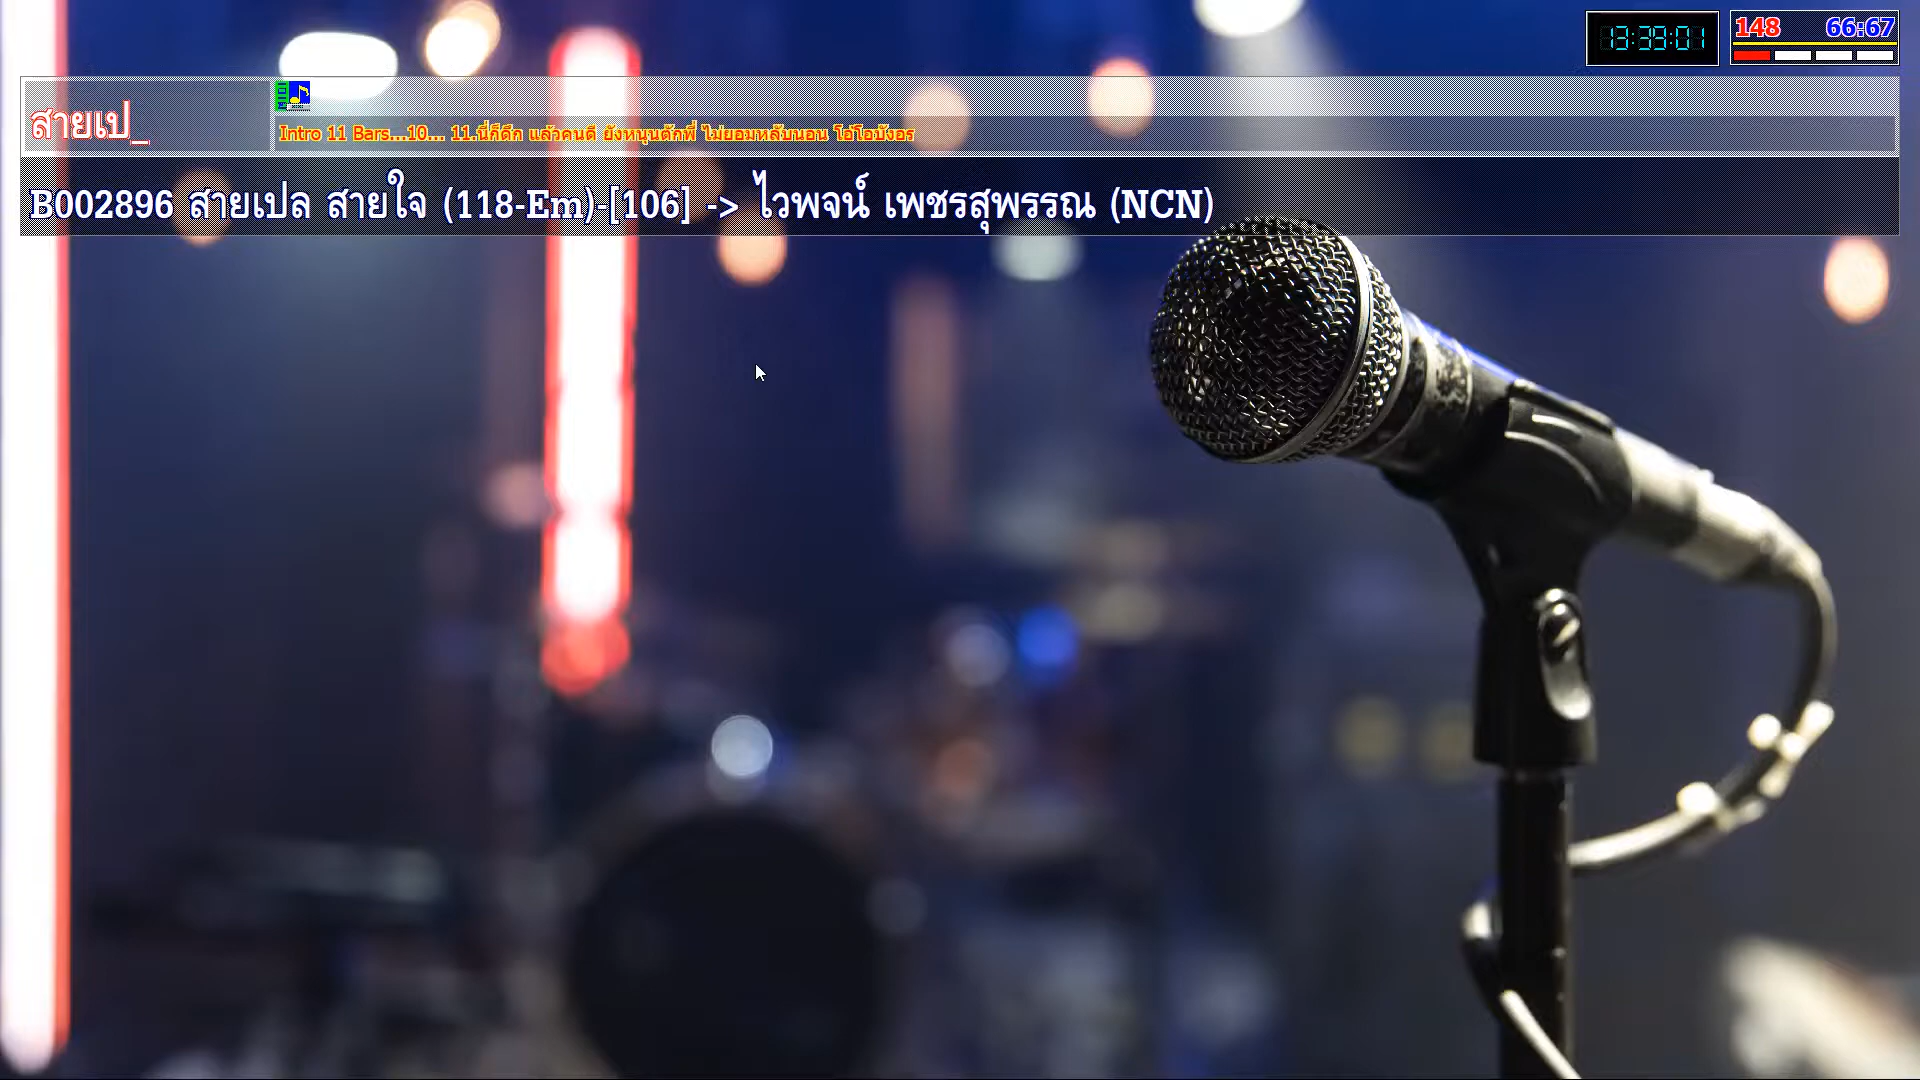 13:39:01
148 66:67
สายเป_
Intro 11 Bars...10... 11.นี่ก็ดึก แล้วคนดี ยังหนุนตักพี่ ไม่ยอมหลับนอน โอ้โอบังอร
B002896 สายเปล สายใจ (118-Em)-[106] -> ไวพจน์ เพชรสุพรรณ (NCN)